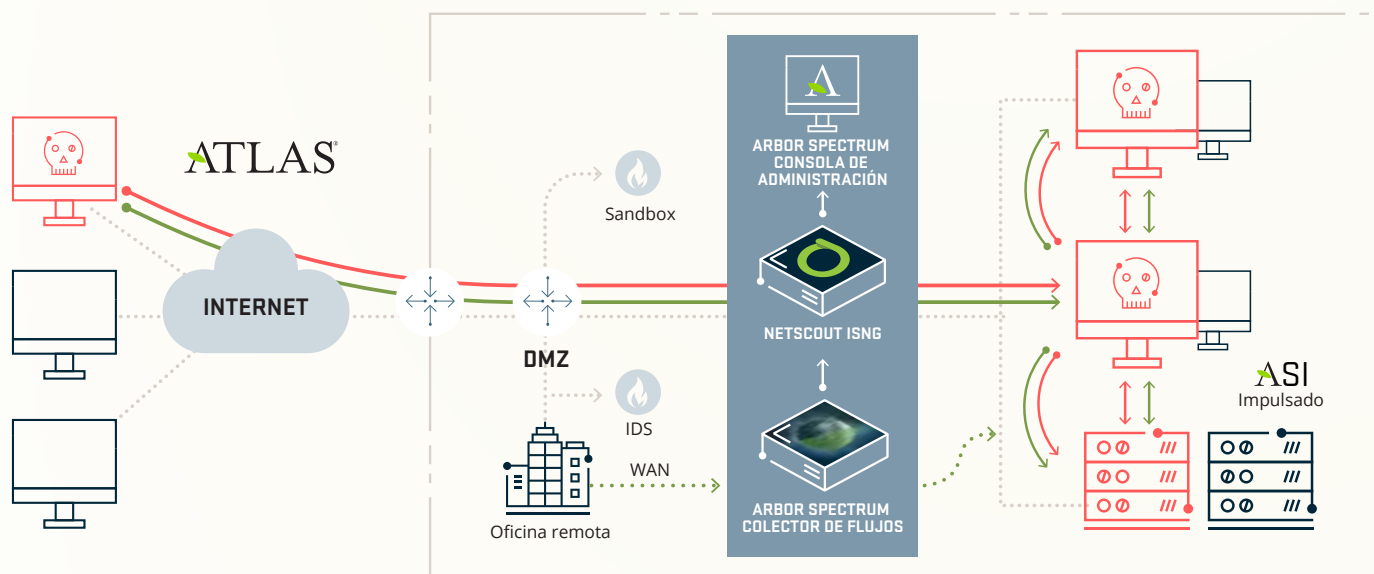 ATLAS®
INTERNET
DMZ
Sandbox
IDS
WAN
Oficina remota
A
ARBOR SPECTRUM
CONSOLA DE
ADMINISTRACIÓN
NETSCOUT ISNG
ARBOR SPECTRUM
COLECTOR DE FLUJOS
ASI
Impulsado